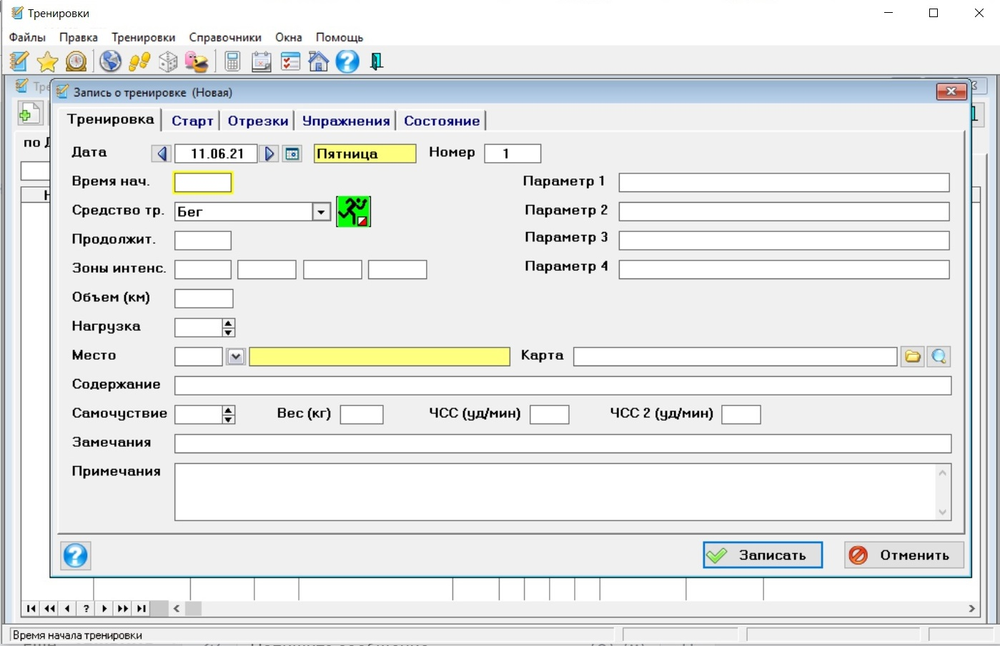 Тренировки
Файлы Правка Тренировки Справочники Окна Помощь
Тре
Запись о тренировке (Новая)
Тренировка Старт Отрезки Упражнения Состояние
по Д
Дата 11.06.21 Пятница Номер 1
Время нач. Параметр 1
Н
Средство тр. Бег Параметр 2
Продолжит. Параметр 3
Зоны интенс. Параметр 4
Объем (км)
Нагрузка
Место Карта
Содержание
Самочуствие Вес (кг) ЧСС (уд/мин) ЧСС 2 (уд/мин)
Замечания
Примечания
? Записать Отменить
?
Время начала тренировки